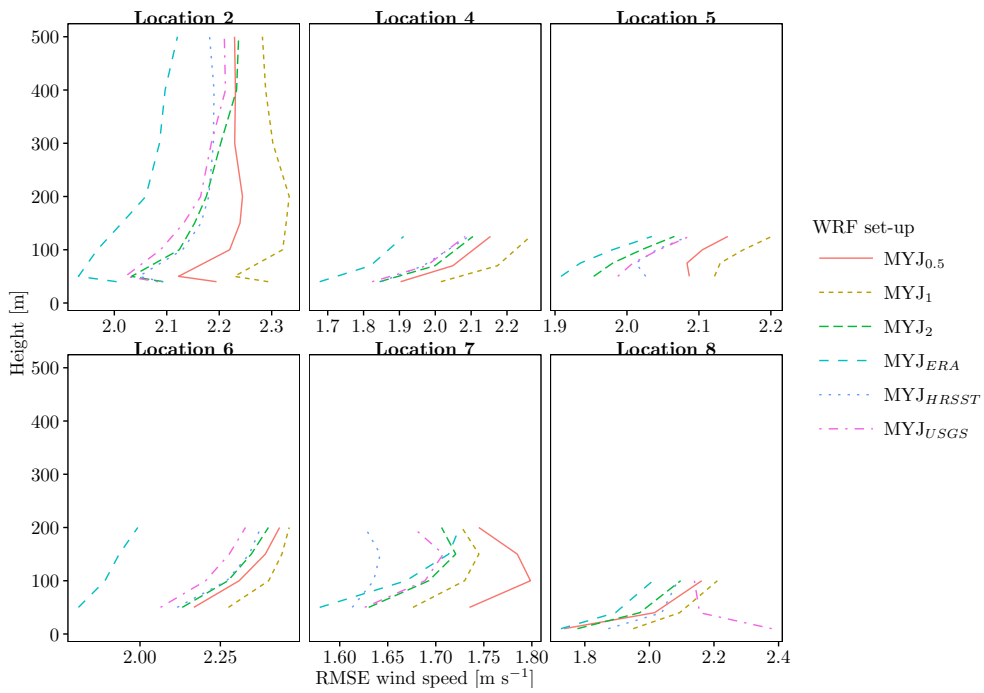 Location 2 Location 4 Location 5
500
400
300
200
100
0
2.0 2.1 2.2 2.3 1.7 1.8 1.9 2.0 2.1 2.2 1.9 2.0 2.1 2.2
Location 6 Location 7 Location 8
500
400
300
200
100
0
2.00 2.25 1.60 1.65 1.70 1.75 1.80 1.8 2.0 2.2 2.4
Height [m]
RMSE wind speed [m s⁻¹]
WRF set-up
MYJ₀.₅
MYJ₁
MYJ₂
MYJ_ERA
MYJ_HRSST
MYJ_USGS